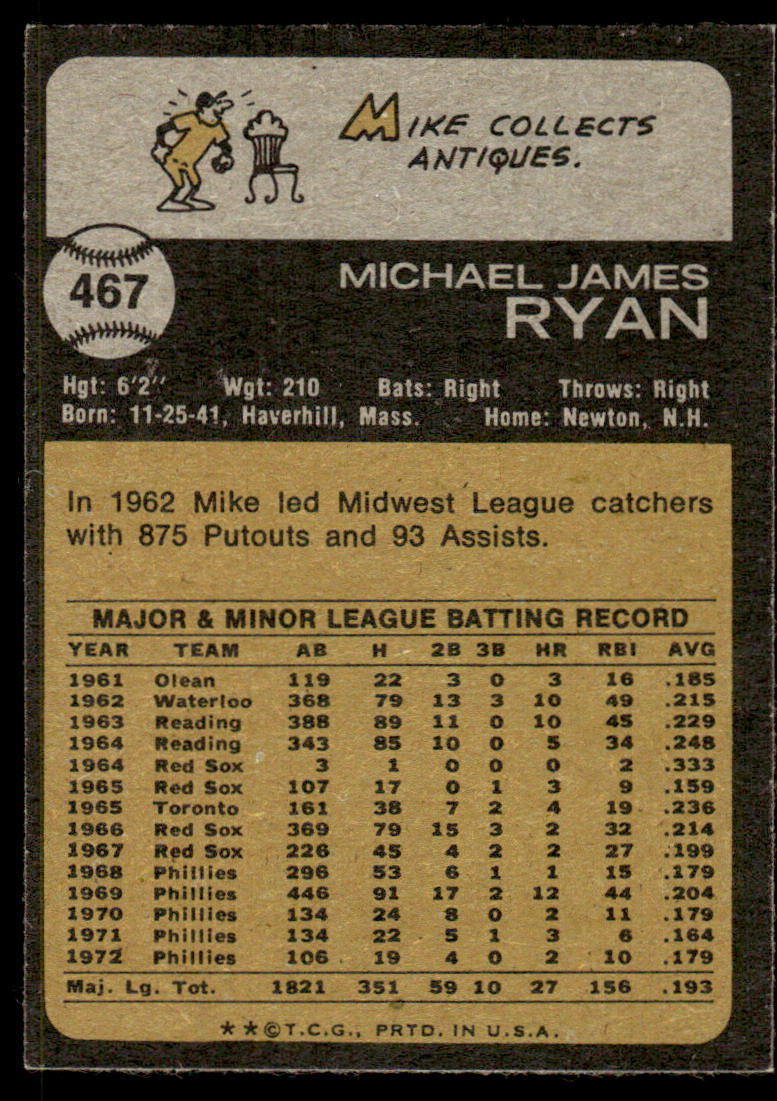 MIKE COLLECTS
ANTIQUES.
467
MICHAEL JAMES
RYAN
Hgt: 6'2'' Wgt: 210 Bats: Right Throws: Right
Born: 11-25-41, Haverhill, Mass. Home: Newton, N.H.
In 1962 Mike led Midwest League catchers
with 875 Putouts and 93 Assists.
MAJOR & MINOR LEAGUE BATTING RECORD
YEAR TEAM AB H 2B 3B HR RBI AVG
1961 Olean 119 22 3 0 3 16 .185
1962 Waterloo 368 79 13 3 10 49 .215
1963 Reading 388 89 11 0 10 45 .229
1964 Reading 343 85 10 0 5 34 .248
1964 Red Sox 3 1 0 0 0 2 .333
1965 Red Sox 107 17 0 1 3 9 .159
1965 Toronto 161 38 7 2 4 19 .236
1966 Red Sox 369 79 15 3 2 32 .214
1967 Red Sox 226 45 4 2 2 27 .199
1968 Phillies 296 53 6 1 1 15 .179
1969 Phillies 446 91 17 2 12 44 .204
1970 Phillies 134 24 8 0 2 11 .179
1971 Phillies 134 22 5 1 3 6 .164
1972 Phillies 106 19 4 0 2 10 .179
Maj. Lg. Tot. 1821 351 59 10 27 156 .193
★★©T.C.G., PRTD. IN U.S.A.